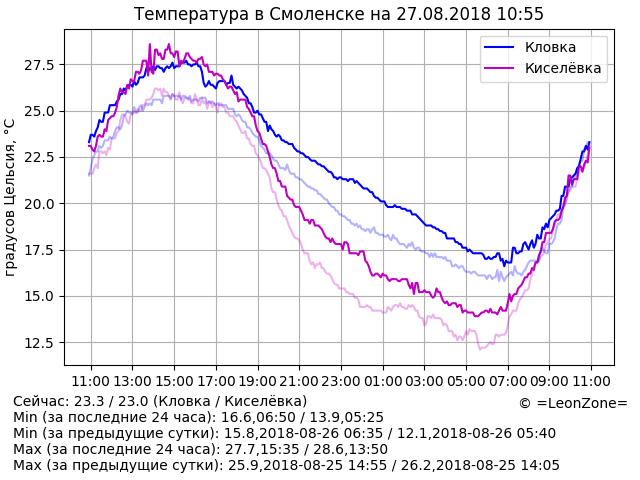 Температура в Смоленске на 27.08.2018 10:55
Кловка
Киселёвка
градусов Цельсия, °C
27.5
25.0
22.5
20.0
17.5
15.0
12.5
11:00 13:00 15:00 17:00 19:00 21:00 23:00 01:00 03:00 05:00 07:00 09:00 11:00
Сейчас: 23.3 / 23.0 (Кловка / Киселёвка)
© =LeonZone=
Min (за последние 24 часа): 16.6,06:50 / 13.9,05:25
Min (за предыдущие сутки): 15.8,2018-08-26 06:35 / 12.1,2018-08-26 05:40
Max (за последние 24 часа): 27.7,15:35 / 28.6,13:50
Max (за предыдущие сутки): 25.9,2018-08-25 14:55 / 26.2,2018-08-25 14:05